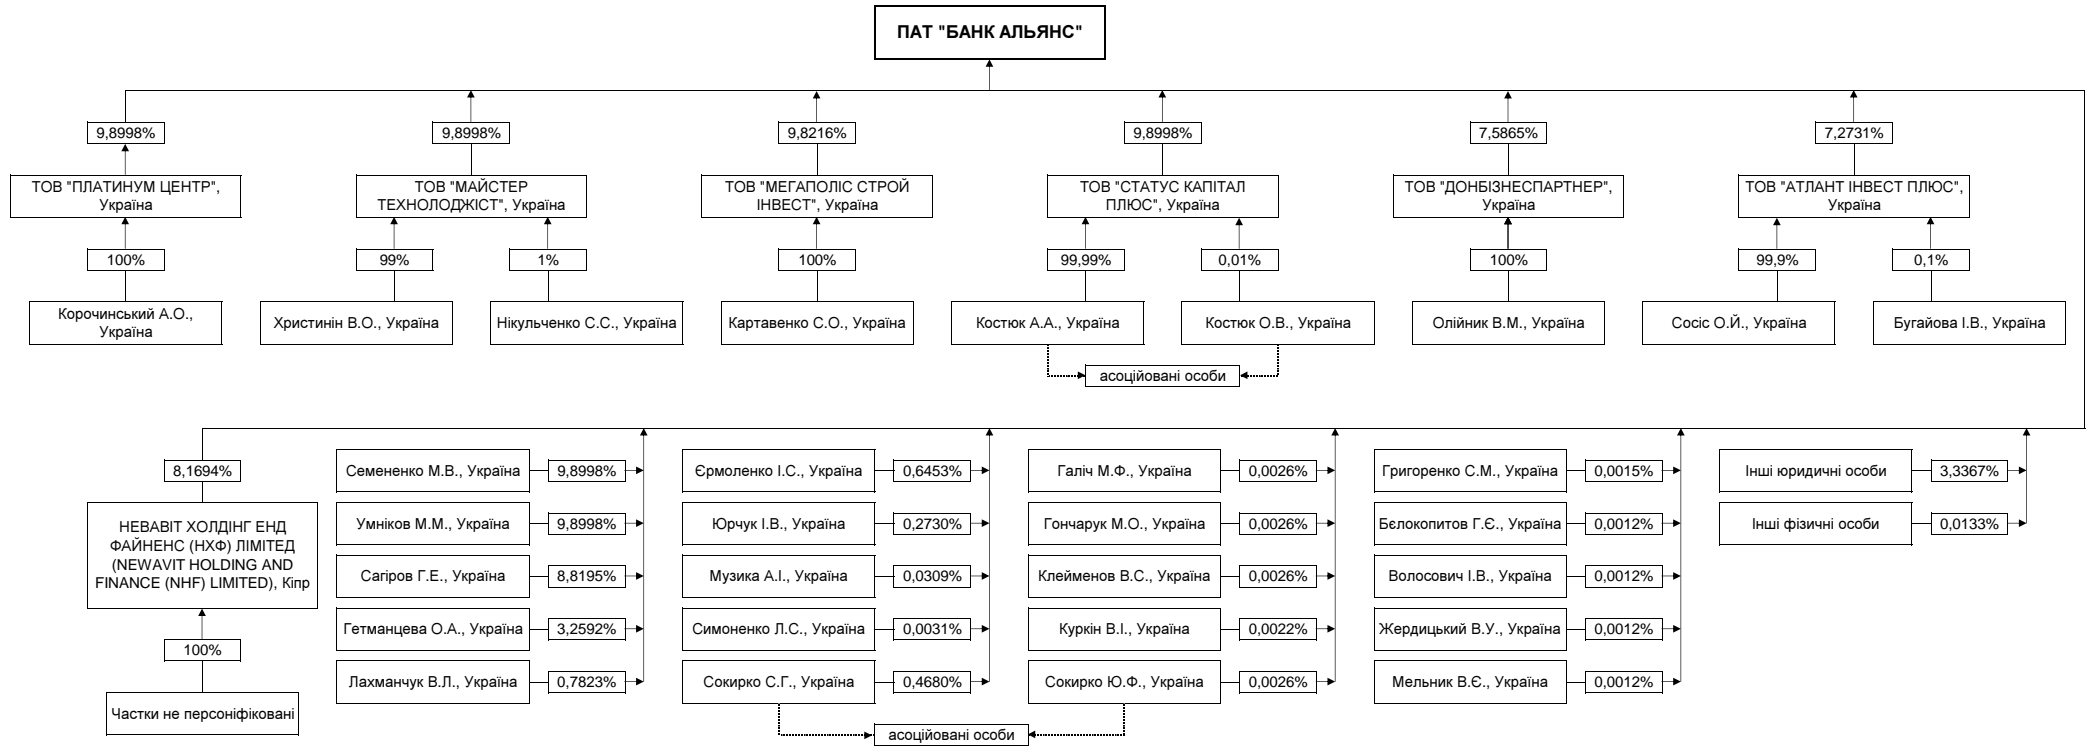 ПАТ "БАНК АЛЬЯНС"
9,8998%
9,8998%
9,8216%
9,8998%
7,5865%
7,2731%
ТОВ "ПЛАТИНУМ ЦЕНТР",
Україна
ТОВ "МАЙСТЕР
ТЕХНОЛОДЖІСТ", Україна
ТОВ "МЕГАПОЛІС СТРОЙ
ІНВЕСТ", Україна
ТОВ "СТАТУС КАПІТАЛ
ПЛЮС", Україна
ТОВ "ДОНБІЗНЕСПАРТНЕР",
Україна
ТОВ "АТЛАНТ ІНВЕСТ ПЛЮС",
Україна
100%
99%
1%
100%
99,99%
0,01%
100%
99,9%
0,1%
Корочинський А.О.,
Україна
Христинін В.О., Україна
Нікульченко С.С., Україна
Картавенко С.О., Україна
Костюк А.А., Україна
Костюк О.В., Україна
Олійник В.М., Україна
Сосіс О.Й., Україна
Бугайова І.В., Україна
асоційовані особи
8,1694%
НЕВАВІТ ХОЛДІНГ ЕНД
ФАЙНЕНС (НХФ) ЛІМІТЕД
(NEWAVIT HOLDING AND
FINANCE (NHF) LIMITED), Кіпр
100%
Частки не персоніфіковані
Семененко М.В., Україна
9,8998%
Умніков М.М., Україна
9,8998%
Сагіров Г.Е., Україна
8,8195%
Гетманцева О.А., Україна
3,2592%
Лахманчук В.Л., Україна
0,7823%
Єрмоленко І.С., Україна
0,6453%
Юрчук І.В., Україна
0,2730%
Музика А.І., Україна
0,0309%
Симоненко Л.С., Україна
0,0031%
Сокирко С.Г., Україна
0,4680%
Галіч М.Ф., Україна
0,0026%
Гончарук М.О., Україна
0,0026%
Клейменов В.С., Україна
0,0026%
Куркін В.І., Україна
0,0022%
Сокирко Ю.Ф., Україна
0,0026%
асоційовані особи
Григоренко С.М., Україна
0,0015%
Бєлокопитов Г.Є., Україна
0,0012%
Волосович І.В., Україна
0,0012%
Жердицький В.У., Україна
0,0012%
Мельник В.Є., Україна
0,0012%
Інші юридичні особи
3,3367%
Інші фізичні особи
0,0133%